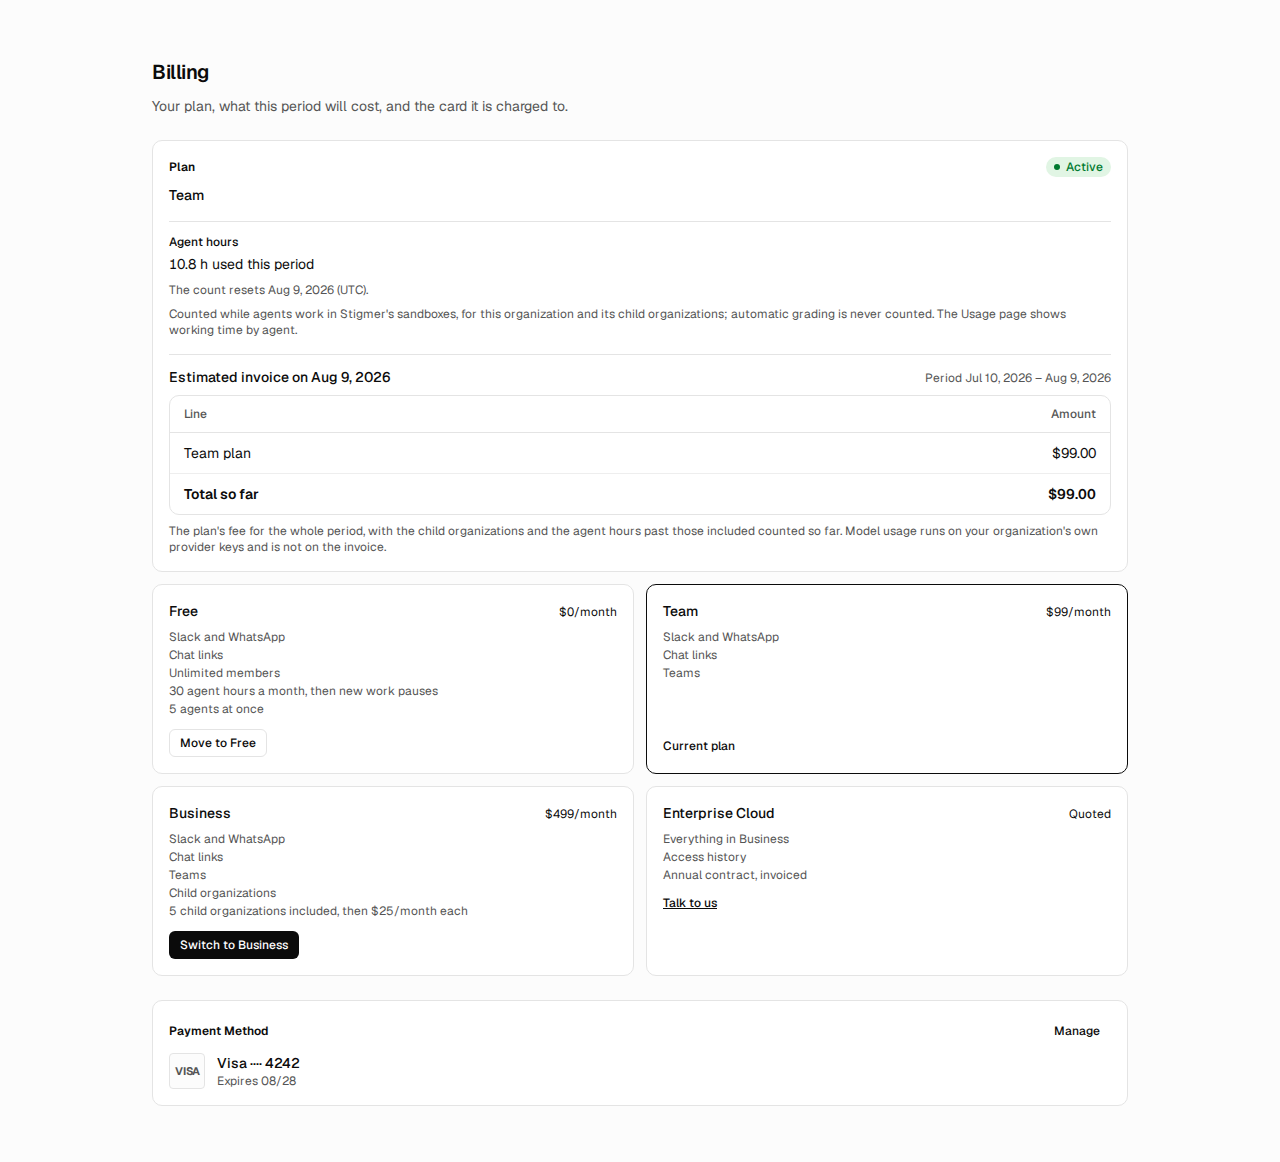 Billing
Your plan, what this period will cost, and the card it is charged to.
Plan
Active
Team
Agent hours
10.8 h used this period
The count resets Aug 9, 2026 (UTC).
Counted while agents work in Stigmer's sandboxes, for this organization and its child organizations; automatic grading is never counted. The Usage page shows
working time by agent.
Estimated invoice on Aug 9, 2026
Period Jul 10, 2026 – Aug 9, 2026
Line
Amount
Team plan
$99.00
Total so far
$99.00
The plan's fee for the whole period, with the child organizations and the agent hours past those included counted so far. Model usage runs on your organization's own
provider keys and is not on the invoice.
Free
$0/month
Slack and WhatsApp
Chat links
Unlimited members
30 agent hours a month, then new work pauses
5 agents at once
Move to Free
Team
$99/month
Slack and WhatsApp
Chat links
Teams
Current plan
Business
$499/month
Slack and WhatsApp
Chat links
Teams
Child organizations
5 child organizations included, then $25/month each
Switch to Business
Enterprise Cloud
Quoted
Everything in Business
Access history
Annual contract, invoiced
Talk to us
Payment Method
Manage
VISA
Visa ···· 4242
Expires 08/28